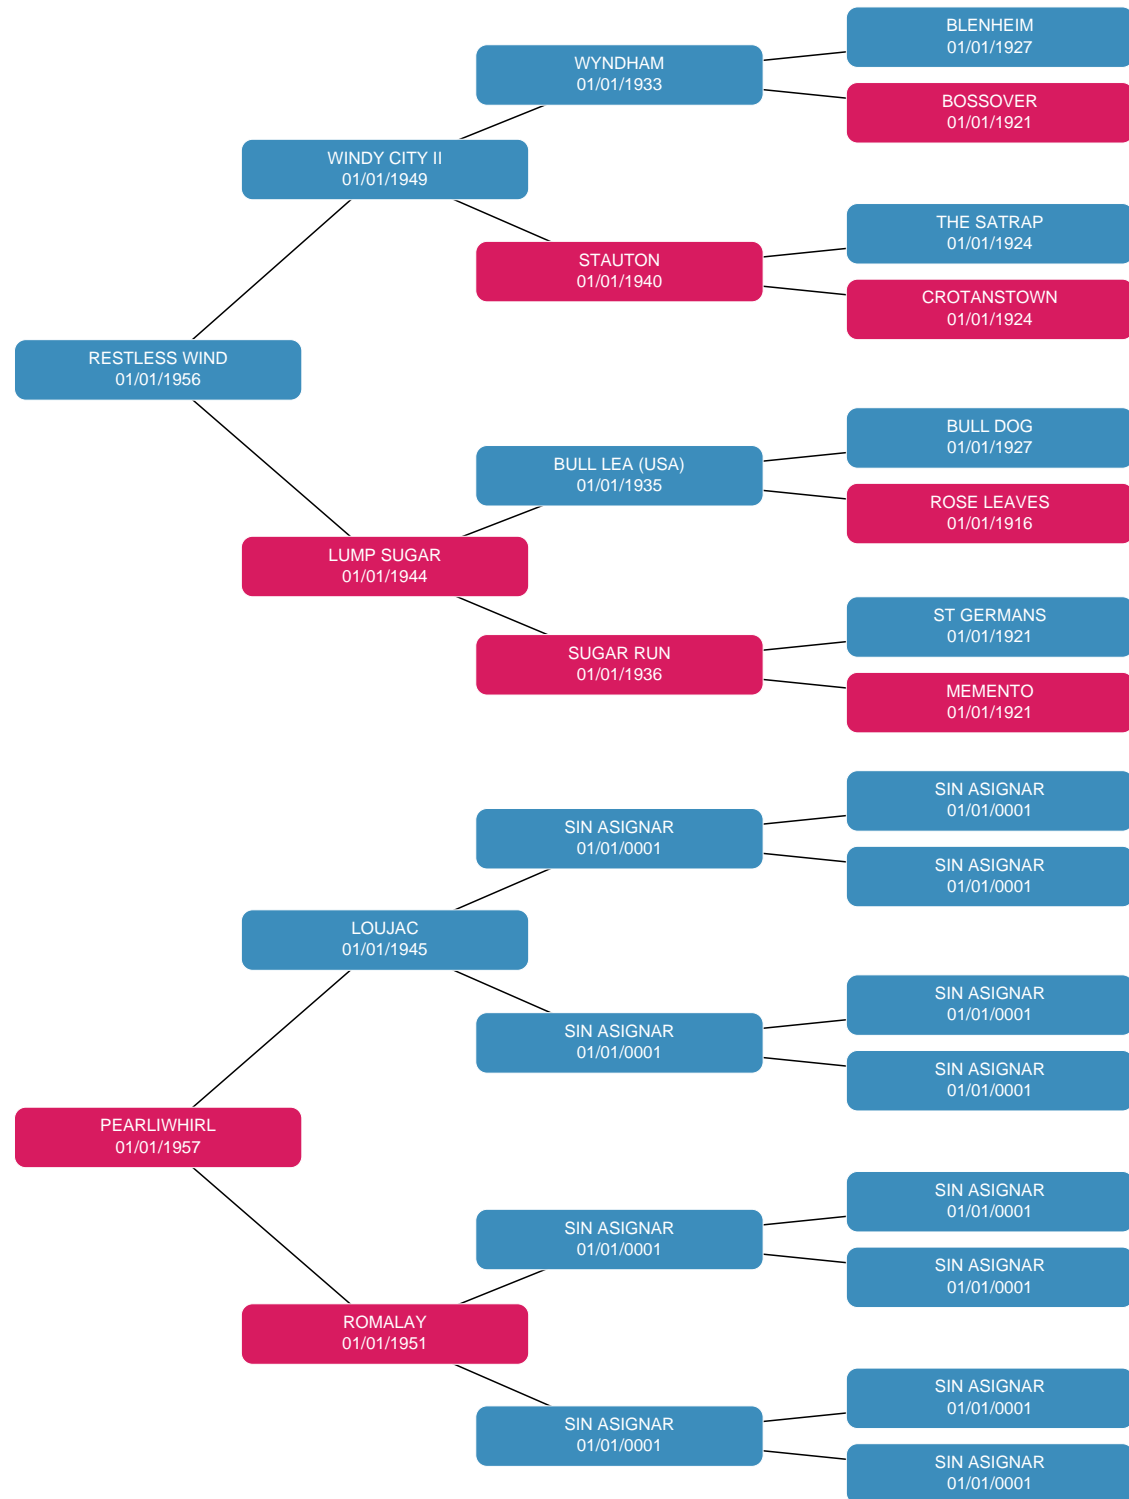 BLENHEIM
01/01/1927
WYNDHAM
01/01/1933
BOSSOVER
01/01/1921
WINDY CITY II
01/01/1949
THE SATRAP
01/01/1924
STAUTON
01/01/1940
CROTANSTOWN
01/01/1924
RESTLESS WIND
01/01/1956
BULL DOG
01/01/1927
BULL LEA (USA)
01/01/1935
ROSE LEAVES
01/01/1916
LUMP SUGAR
01/01/1944
ST GERMANS
01/01/1921
SUGAR RUN
01/01/1936
MEMENTO
01/01/1921
SIN ASIGNAR
01/01/0001
SIN ASIGNAR
01/01/0001
SIN ASIGNAR
01/01/0001
LOUJAC
01/01/1945
SIN ASIGNAR
01/01/0001
SIN ASIGNAR
01/01/0001
SIN ASIGNAR
01/01/0001
PEARLIWHIRL
01/01/1957
SIN ASIGNAR
01/01/0001
SIN ASIGNAR
01/01/0001
SIN ASIGNAR
01/01/0001
ROMALAY
01/01/1951
SIN ASIGNAR
01/01/0001
SIN ASIGNAR
01/01/0001
SIN ASIGNAR
01/01/0001